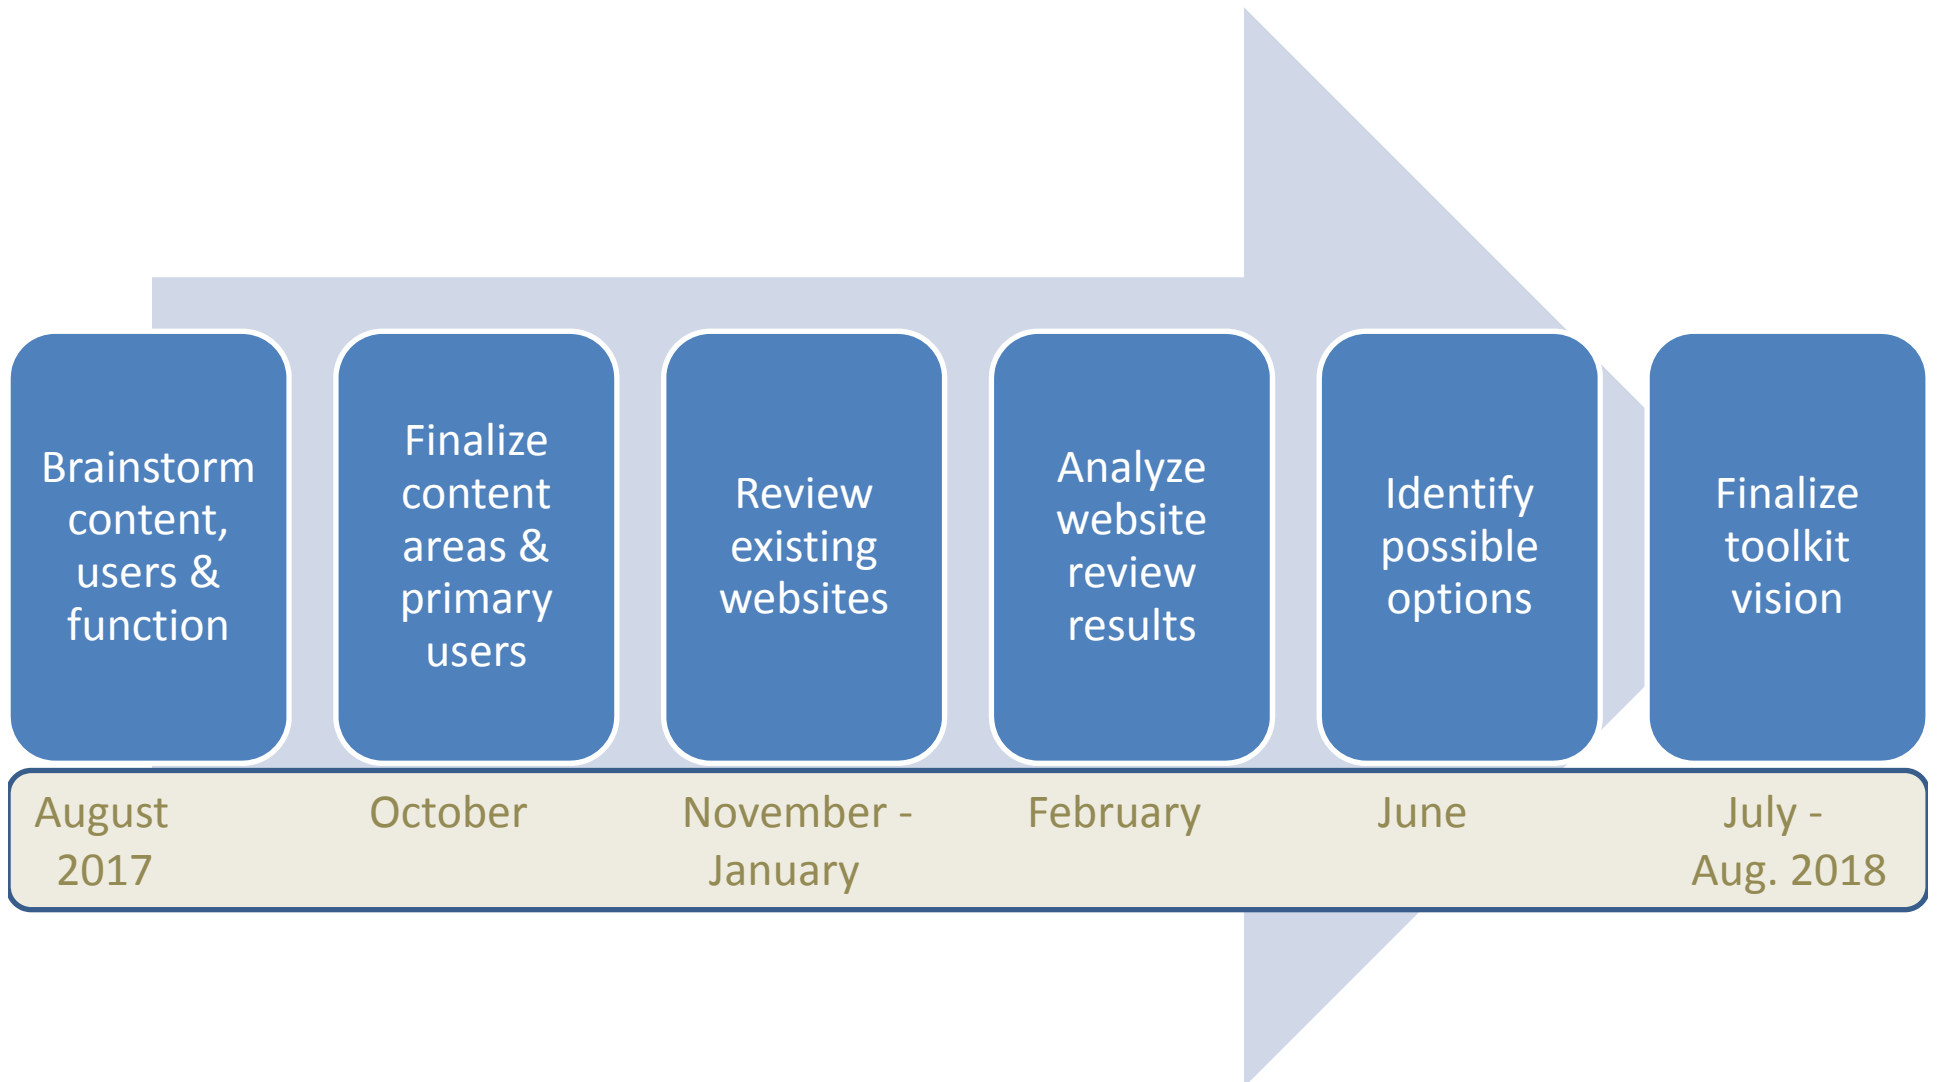 Brainstorm
content,
users &
function
Finalize
content
areas &
primary
users
Review
existing
websites
Analyze
website
review
results
Identify
possible
options
Finalize
toolkit
vision
August
2017
October
November -
January
February
June
July -
Aug. 2018